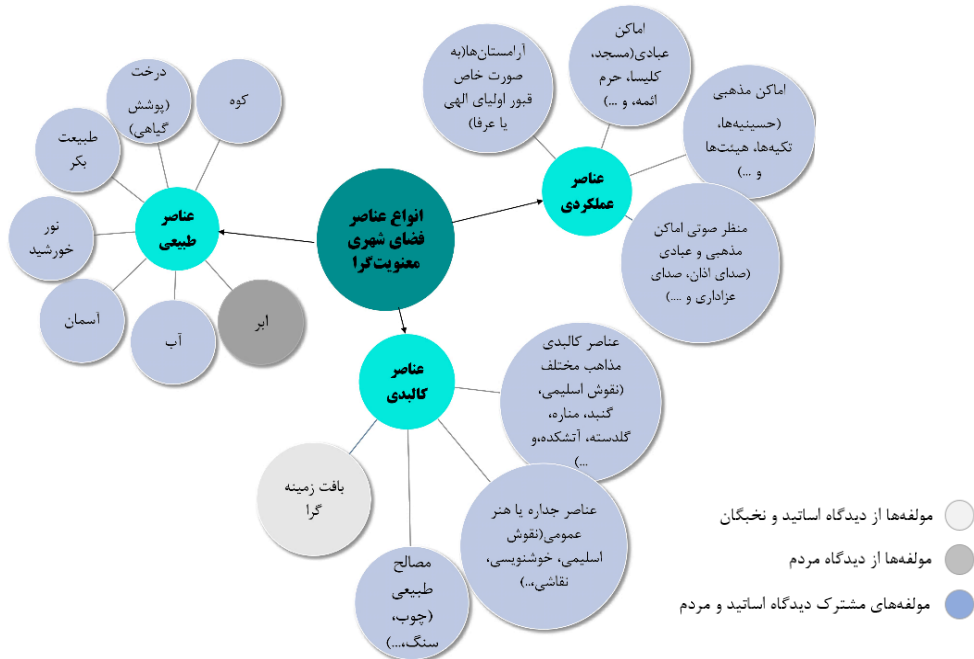 انواع عناصر
فضای شهری
معنویت‌گرا
عناصر
عملکردی
آرامستان‌ها(به
صورت خاص
قبور اولیای الهی
یا عرفا)
اماکن
عبادی(مسجد،
کلیسا، حرم
ائمه، و ...)
اماکن مذهبی
(حسینیه‌ها،
تکیه‌ها، هیئت‌ها
و ...)
منظر صوتی اماکن
مذهبی و عبادی
(صدای اذان، صدای
عزاداری و ....)
عناصر
طبیعی
کوه
درخت
(پوشش
گیاهی)
طبیعت
بکر
نور
خورشید
آسمان
آب
ابر
عناصر
کالبدی
عناصر کالبدی
مذاهب مختلف
(نقوش اسلیمی،
گنبد، مناره،
گلدسته، آتشکده،و
...)
عناصر جداره یا هنر
عمومی(نقوش
اسلیمی، خوشنویسی،
نقاشی،..)
مصالح
طبیعی
(چوب،
سنگ،...)
بافت زمینه
گرا
مولفه‌ها از دیدگاه اساتید و نخبگان
مولفه‌ها از دیدگاه مردم
مولفه‌های مشترک دیدگاه اساتید و مردم